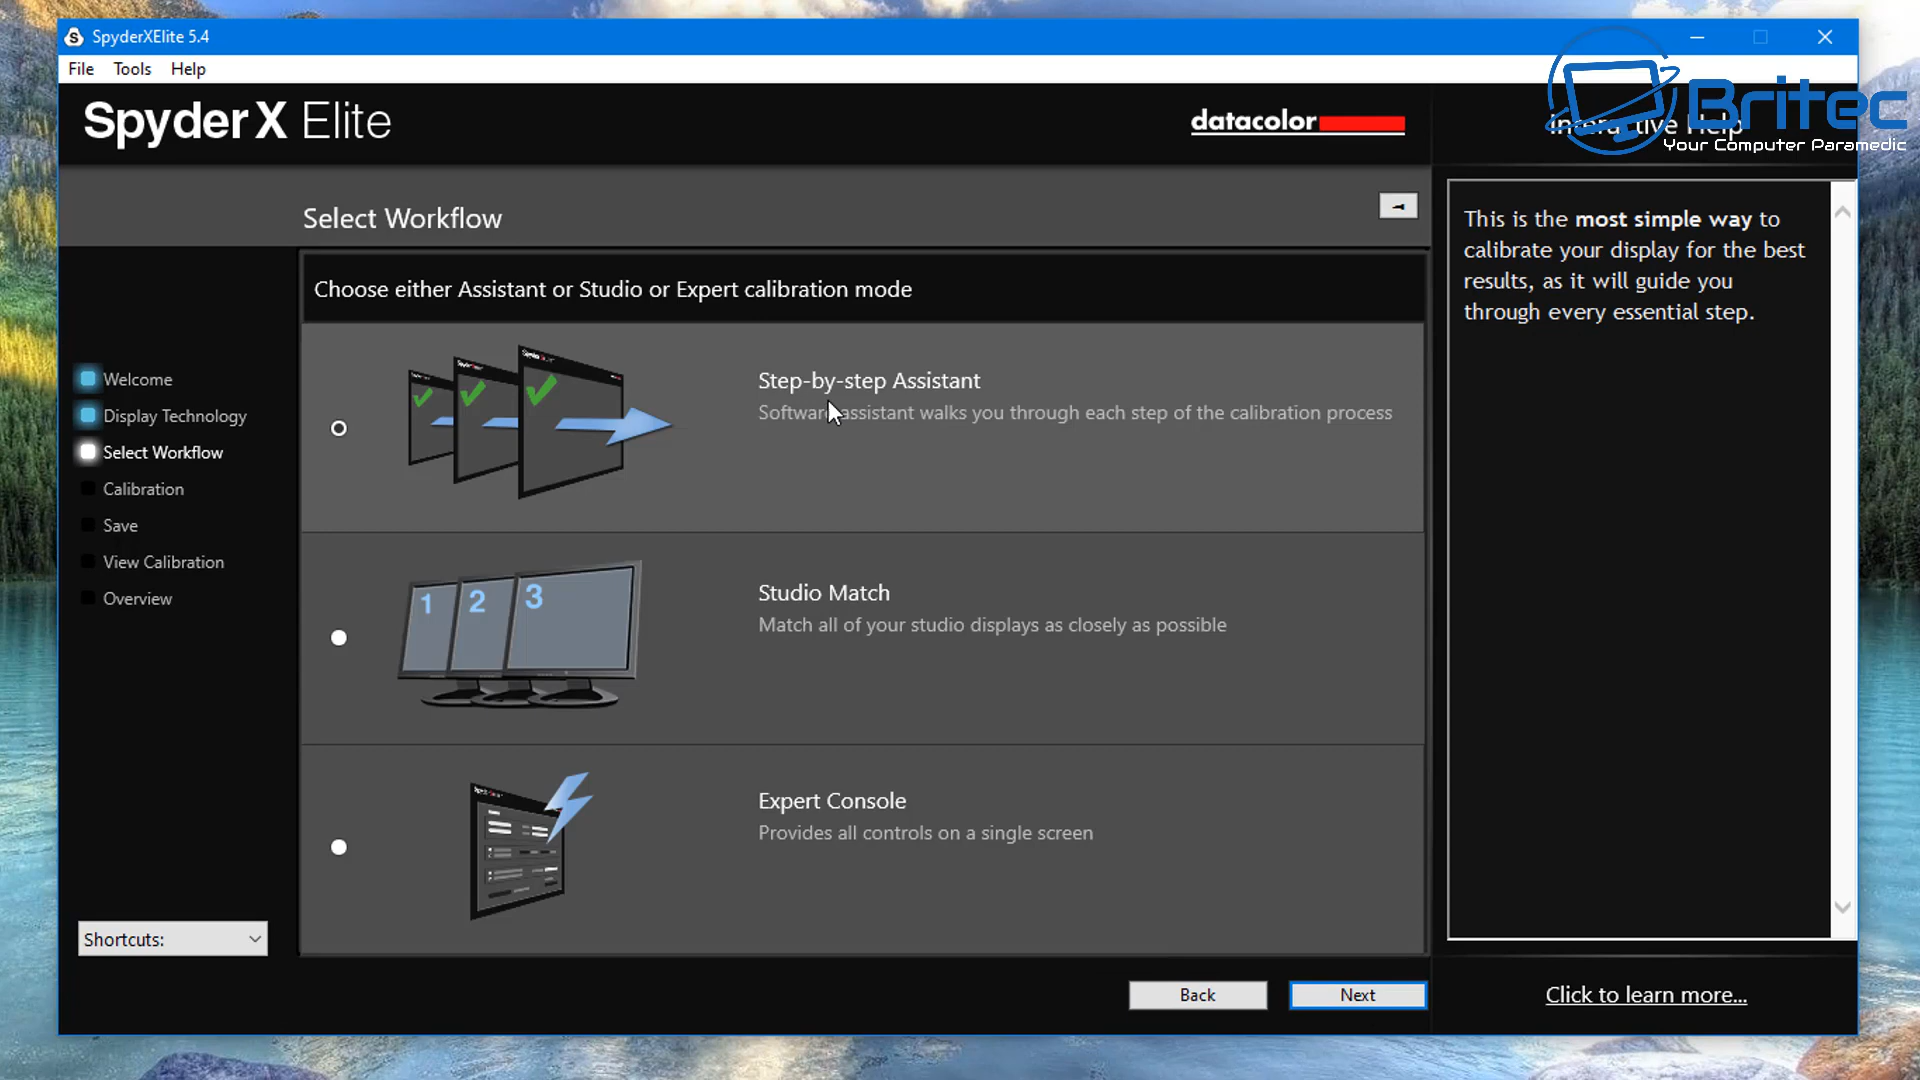 SpyderXElite 5.4
File Tools Help
Spyder X Elite
datacolor
Interactive Help
Britec
Your Computer Paramedic
Select Workflow
Choose either Assistant or Studio or Expert calibration mode
Welcome
Display Technology
Select Workflow
Calibration
Save
View Calibration
Overview
Step-by-step Assistant
Software assistant walks you through each step of the calibration process
1 2 3
Studio Match
Match all of your studio displays as closely as possible
Expert Console
Provides all controls on a single screen
This is the most simple way to
calibrate your display for the best
results, as it will guide you
through every essential step.
Shortcuts:
Back
Next
Click to learn more...